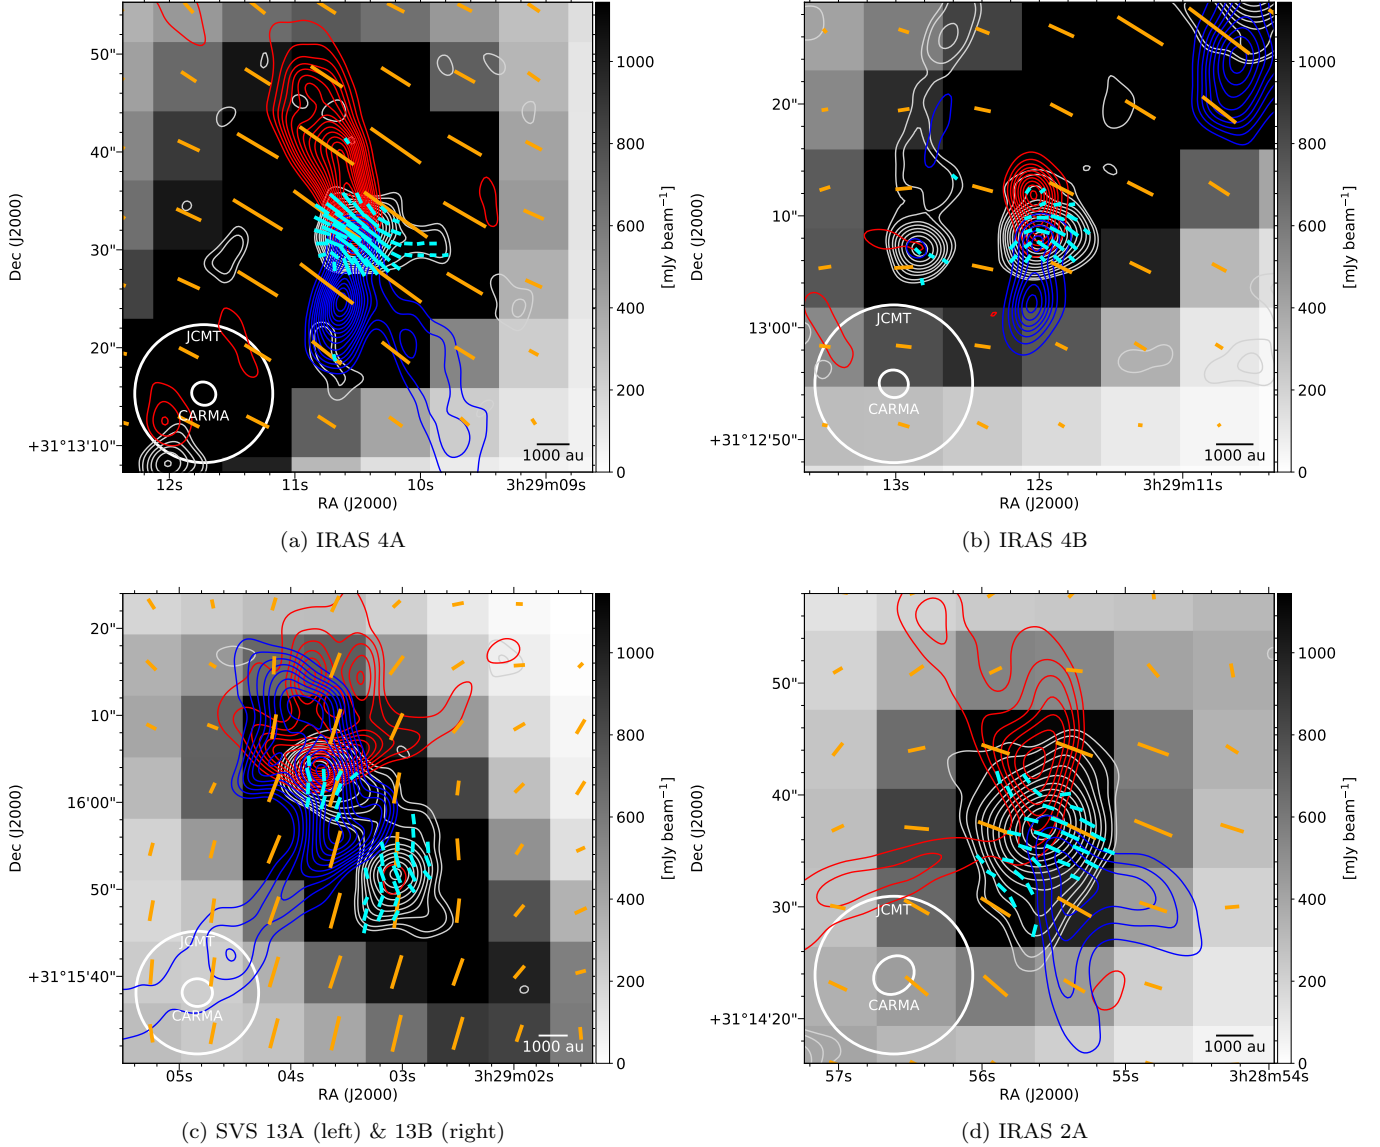 50"
40"
30"
20"
+31°13'10"
Dec (J2000)
JCMT
CARMA
1000 au
12s 11s 10s 3h29m09s
RA (J2000)
1000
800
600
400
200
0
[mJy beam⁻¹]
(a) IRAS 4A
20"
10"
13'00"
+31°12'50"
Dec (J2000)
JCMT
CARMA
1000 au
13s 12s 3h29m11s
RA (J2000)
1000
800
600
400
200
0
[mJy beam⁻¹]
(b) IRAS 4B
20"
10"
16'00"
50"
+31°15'40"
Dec (J2000)
JCMT
CARMA
1000 au
05s 04s 03s 3h29m02s
RA (J2000)
1000
800
600
400
200
0
[mJy beam⁻¹]
(c) SVS 13A (left) & 13B (right)
50"
40"
30"
+31°14'20"
Dec (J2000)
JCMT
CARMA
1000 au
57s 56s 55s 3h28m54s
RA (J2000)
1000
800
600
400
200
0
[mJy beam⁻¹]
(d) IRAS 2A